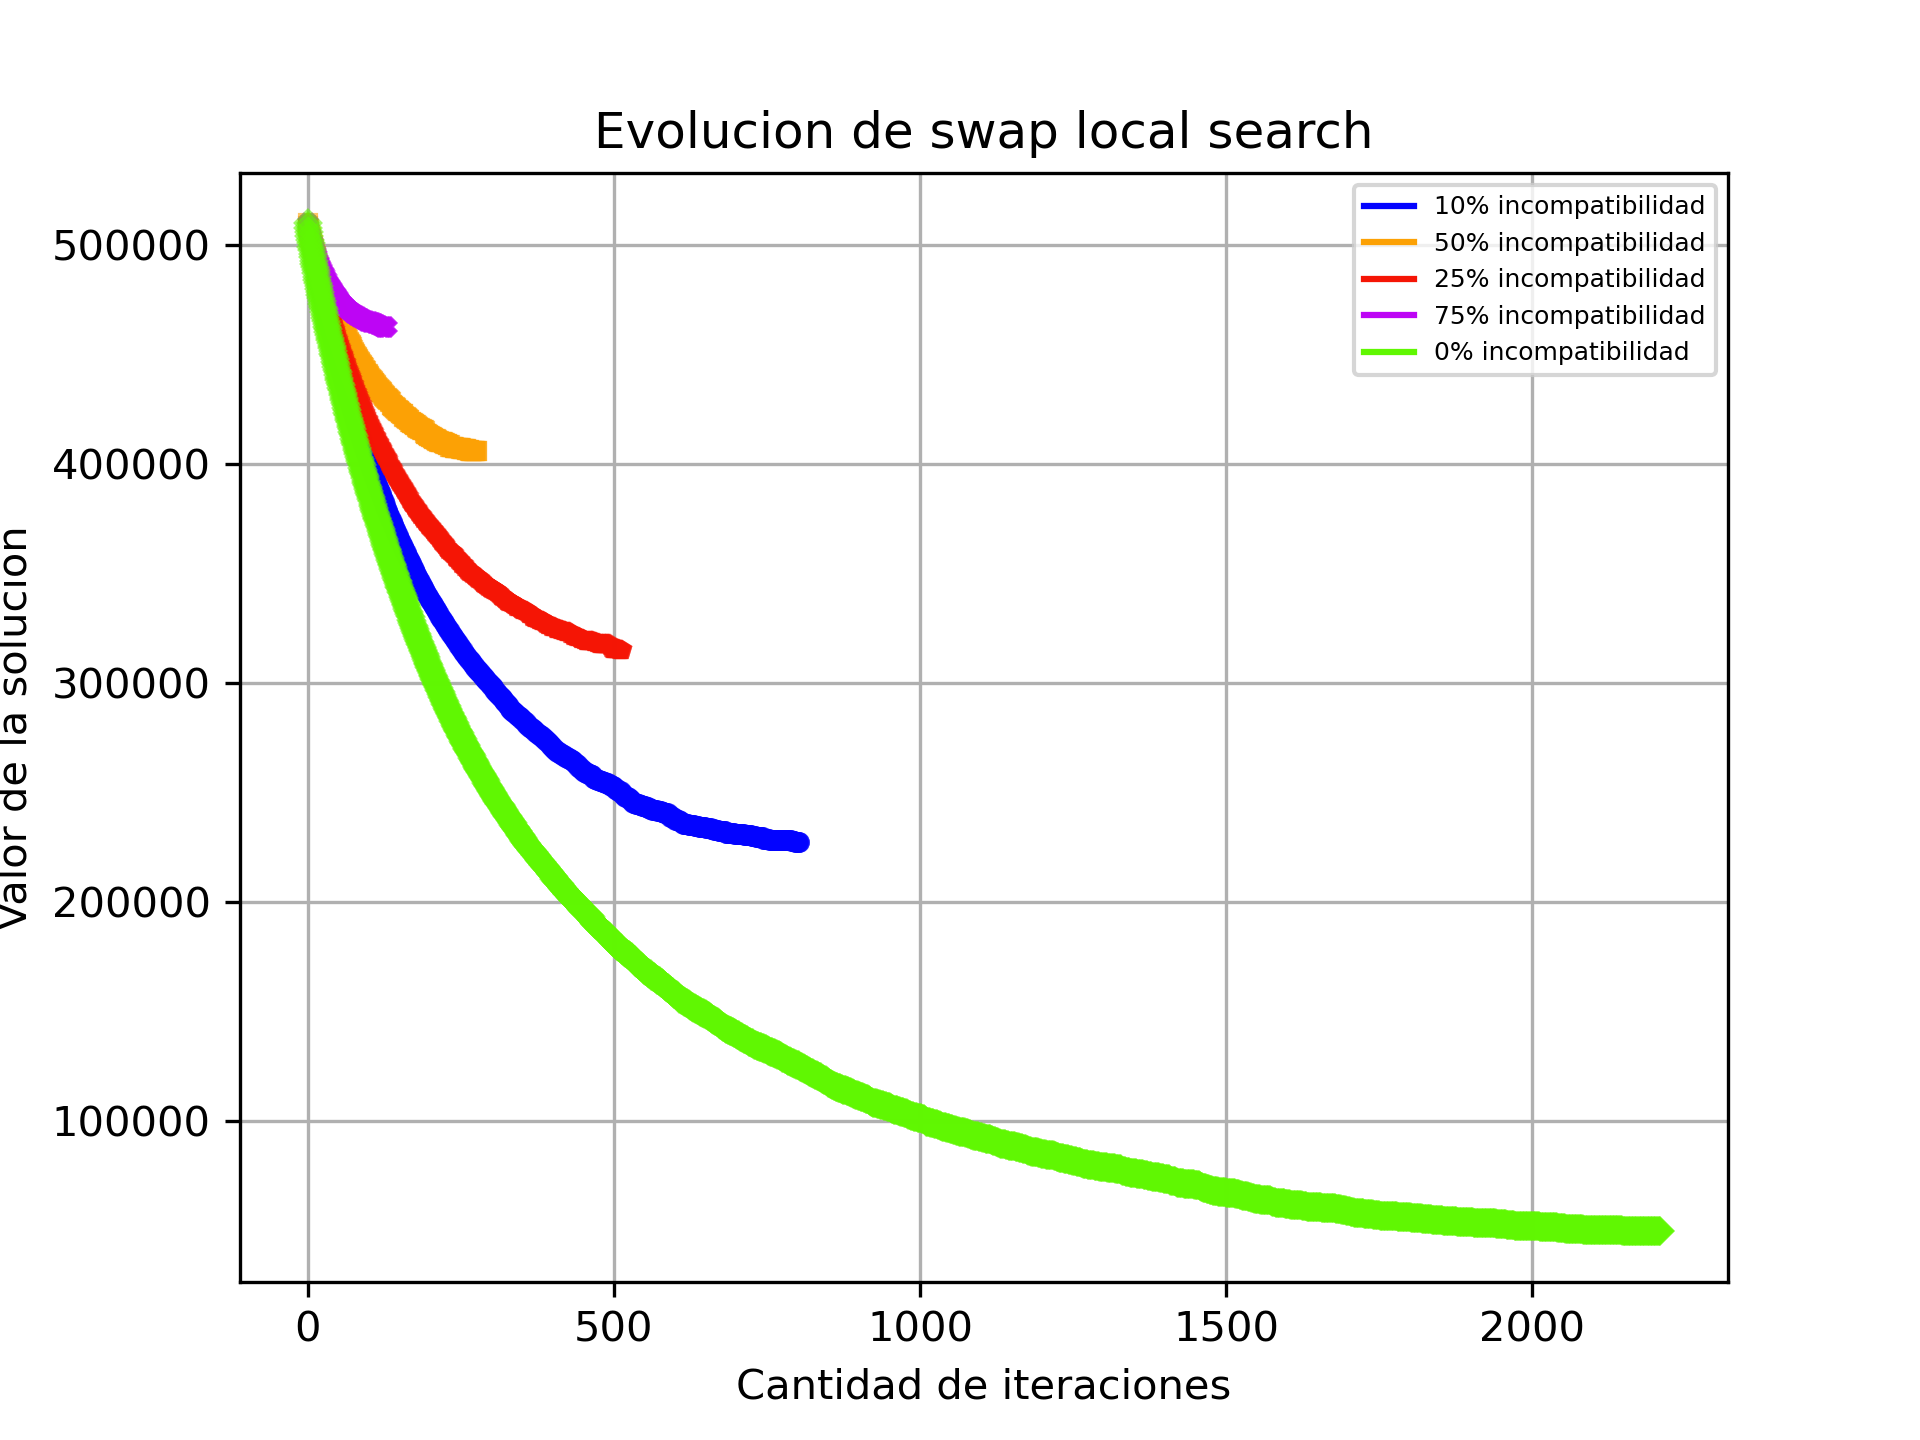 Evolucion de swap local search
10% incompatibilidad
50% incompatibilidad
25% incompatibilidad
75% incompatibilidad
0% incompatibilidad
Valor de la solucion
500000
400000
300000
200000
100000
0 500 1000 1500 2000
Cantidad de iteraciones